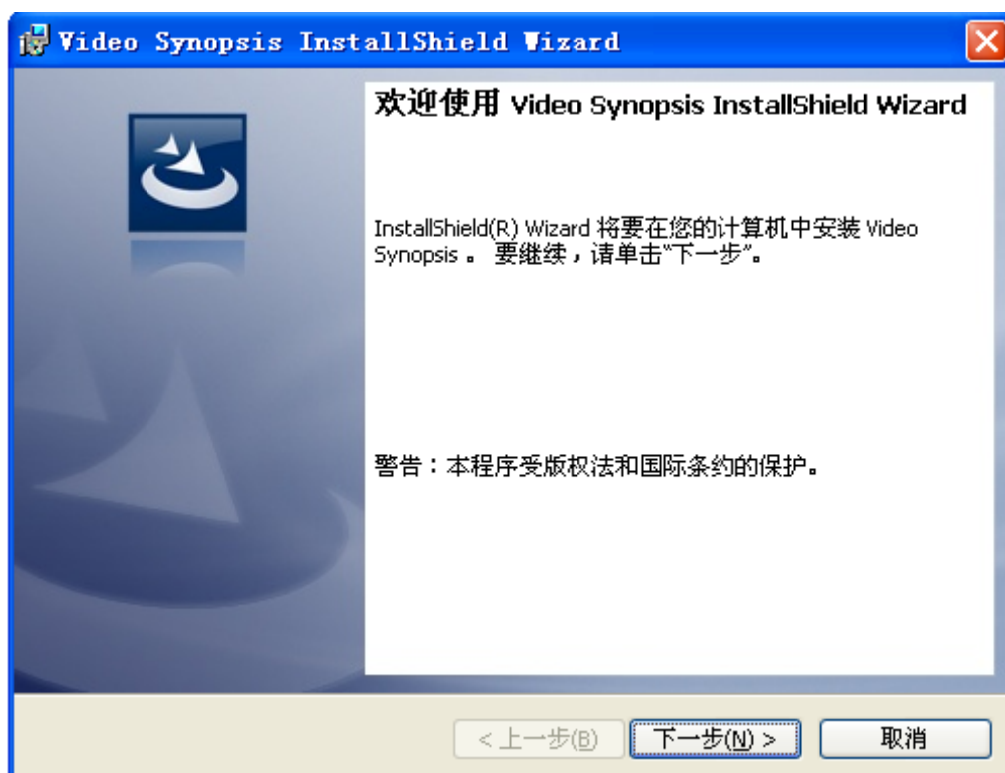 Video Synopsis InstallShield Wizard
欢迎使用 Video Synopsis InstallShield Wizard
InstallShield(R) Wizard 将要在您的计算机中安装 Video
Synopsis 。 要继续，请单击“下一步”。
警告：本程序受版权法和国际条约的保护。
< 上一步(B) 下一步(N) > 取消